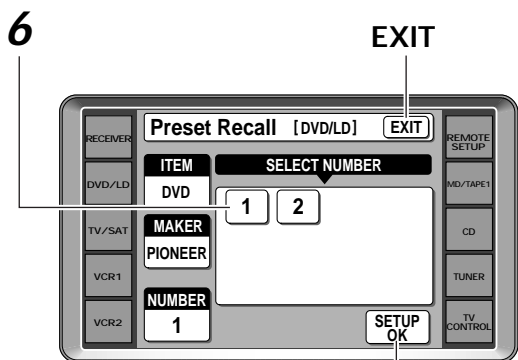 6
EXIT
Preset Recall [DVD/LD] EXIT
RECEIVER
DVD/LD
TV/SAT
VCR1
VCR2
ITEM
DVD
MAKER
PIONEER
NUMBER
1
SELECT NUMBER
1 2
SETUP
OK
REMOTE
SETUP
MD/TAPE1
CD
TUNER
TV
CONTROL